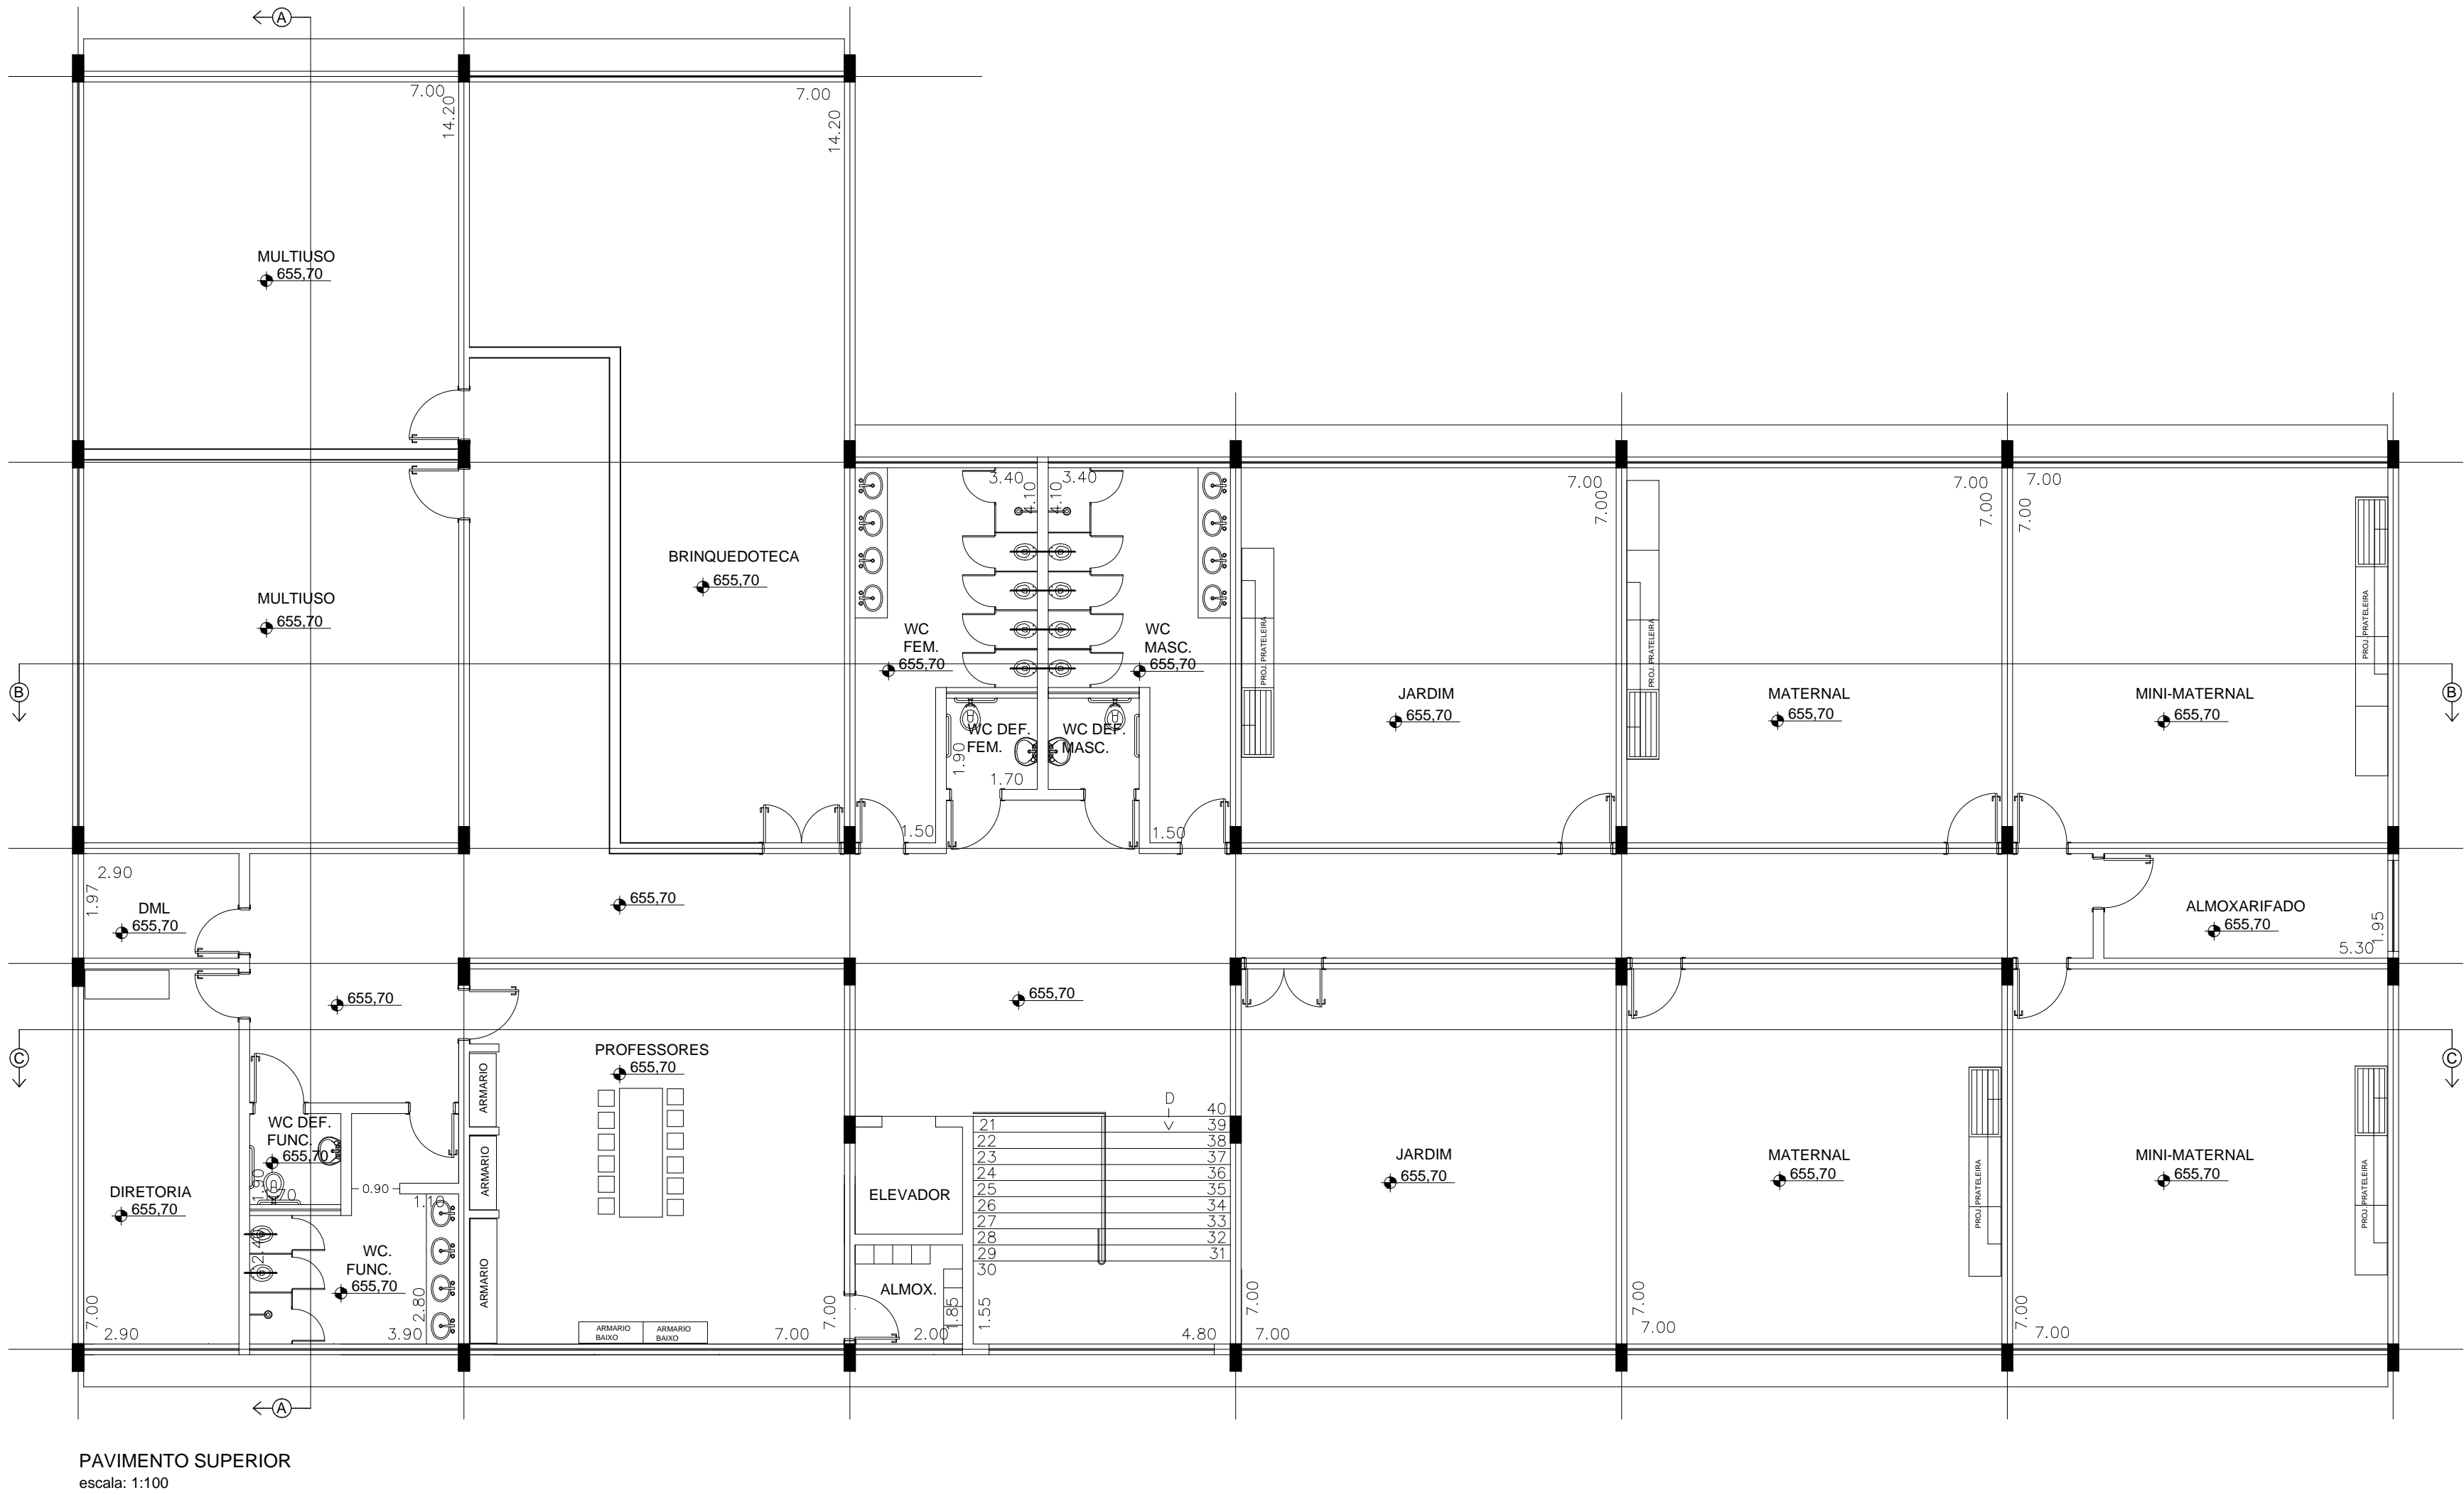 A
7.00
14.20
7.00
14.20
MULTIUSO
655,70
BRINQUEDOTECA
655,70
MULTIUSO
655,70
3.40
4.10
3.40
4.10
WC
FEM.
655,70
WC
MASC.
655,70
WC DEF.
FEM.
WC DEF.
MASC.
1.90
1.70
1.50
1.50
7.00
7.00
PROJ. PRATELEIRA
JARDIM
655,70
7.00
7.00
PROJ. PRATELEIRA
MATERNAL
655,70
7.00
7.00
PROJ. PRATELEIRA
MINI-MATERNAL
655,70
B
B
2.90
1.97
DML
655,70
655,70
ALMOXARIFADO
655,70
1.95
5.30
655,70
655,70
C
C
PROFESSORES
655,70
ARMARIO
ARMARIO
ARMARIO
ARMARIO
BAIXO
ARMARIO
BAIXO
7.00
7.00
WC DEF.
FUNC.
655,70
1.90
1.70
0.90
1.10
DIRETORIA
655,70
7.00
2.90
2.40
WC.
FUNC.
655,70
2.80
3.90
ELEVADOR
ALMOX.
1.85
2.00
D
21
22
23
24
25
26
27
28
29
30
40
39
38
37
36
35
34
33
32
31
1.55
4.80
JARDIM
655,70
7.00
7.00
MATERNAL
655,70
PROJ. PRATELEIRA
7.00
7.00
MINI-MATERNAL
655,70
PROJ. PRATELEIRA
7.00
7.00
A
PAVIMENTO SUPERIOR
escala: 1:100